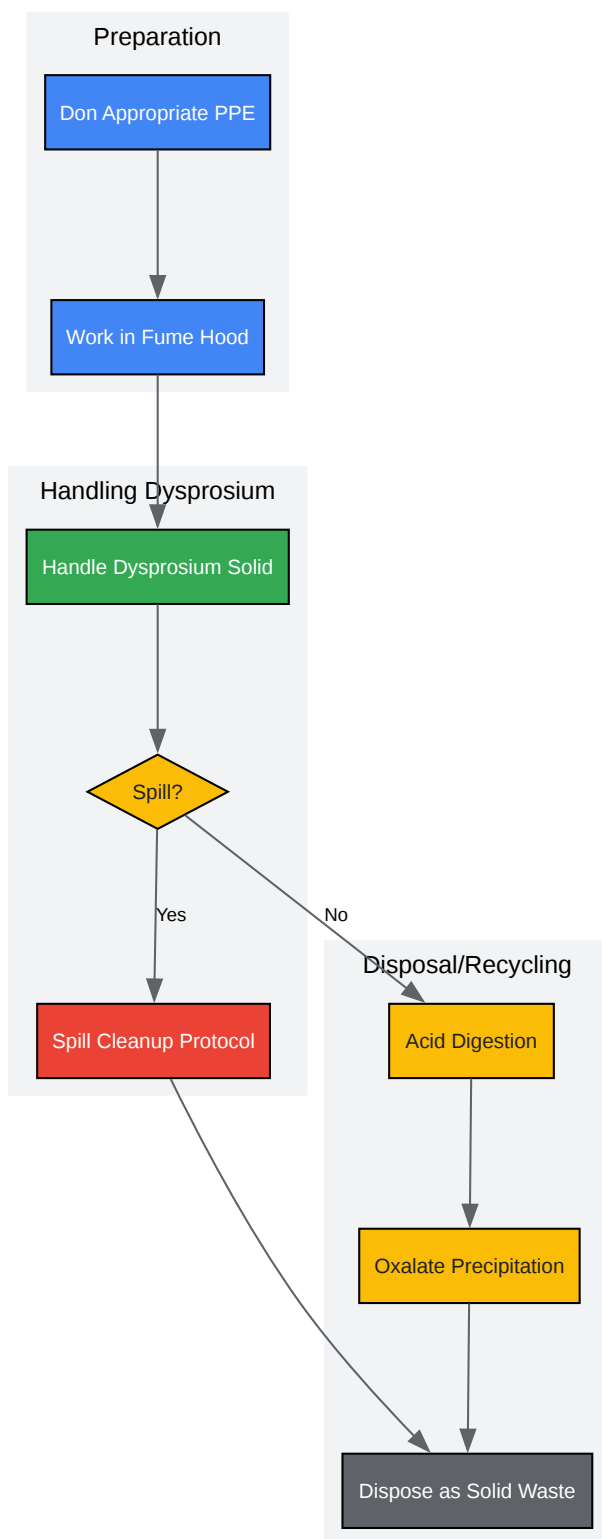 Preparation
Don Appropriate PPE
Work in Fume Hood
Handling Dysprosium
Handle Dysprosium Solid
Spill?
Yes
No
Disposal/Recycling
Spill Cleanup Protocol
Acid Digestion
Oxalate Precipitation
Dispose as Solid Waste